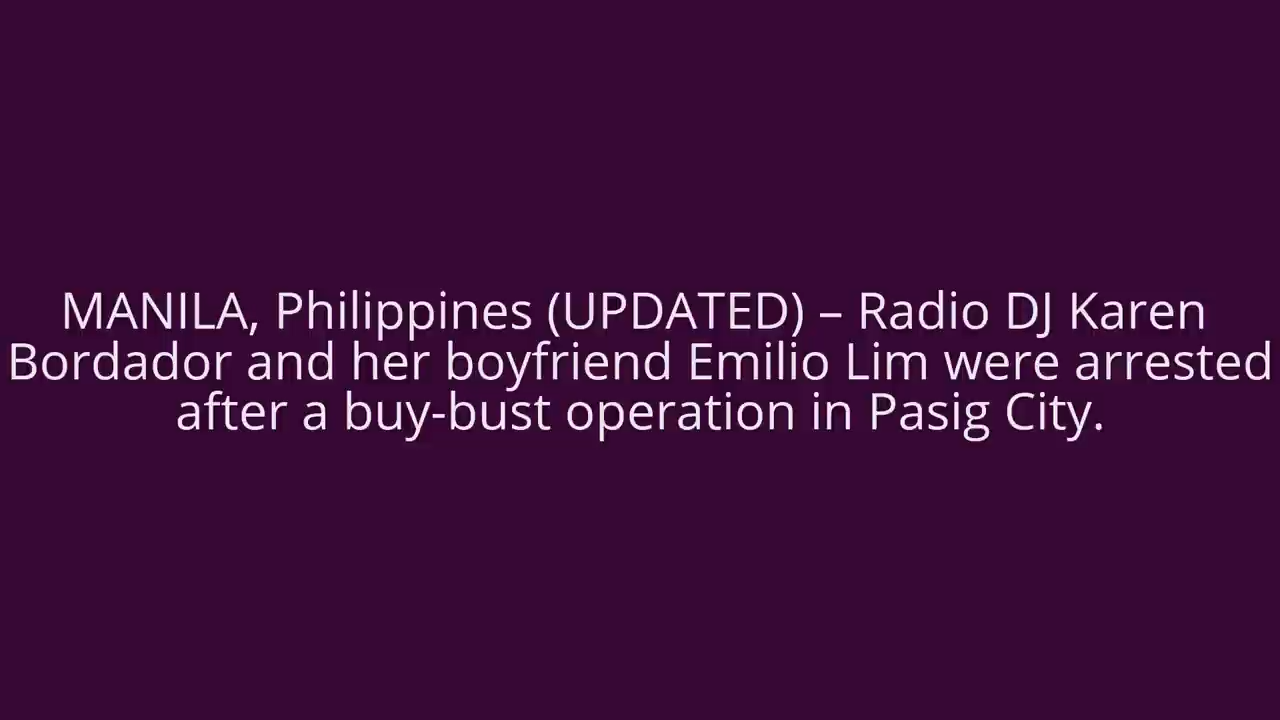 MANILA, Philippines (UPDATED) – Radio DJ Karen
Bordador and her boyfriend Emilio Lim were arrested
after a buy-bust operation in Pasig City.